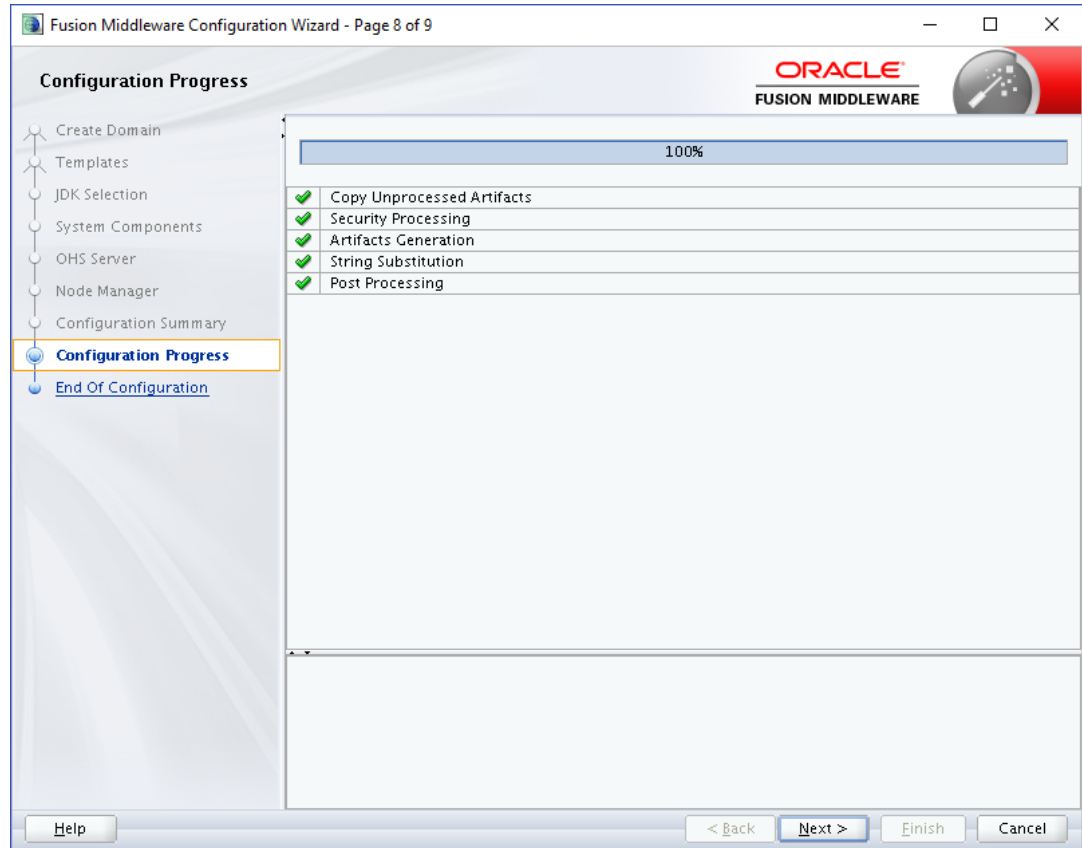 Fusion Middleware Configuration Wizard - Page 8 of 9
Configuration Progress
ORACLE
FUSION MIDDLEWARE
Create Domain
Templates
JDK Selection
System Components
OHS Server
Node Manager
Configuration Summary
Configuration Progress
End Of Configuration
100%
Copy Unprocessed Artifacts
Security Processing
Artifacts Generation
String Substitution
Post Processing
Help
< Back
Next >
Finish
Cancel